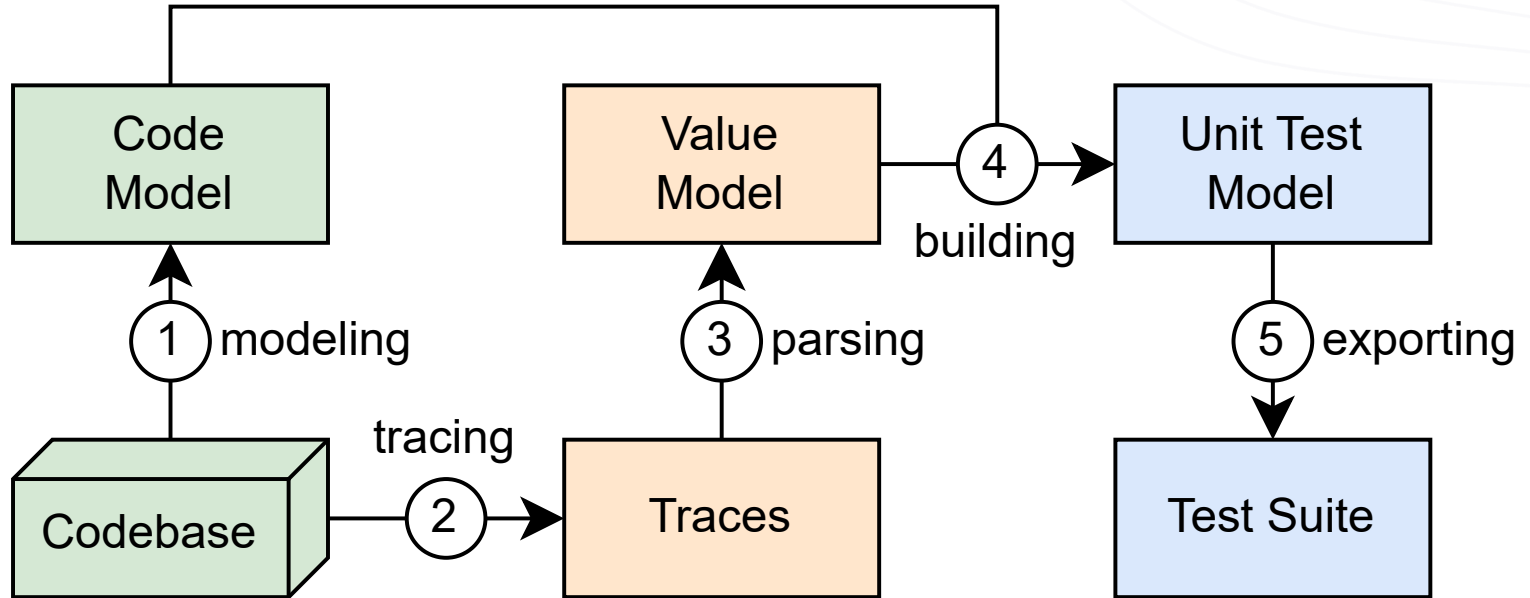 Code
Model
Value
Model
4
Unit Test
Model
building
1
modeling
3
parsing
5
exporting
tracing
Codebase
2
Traces
Test Suite